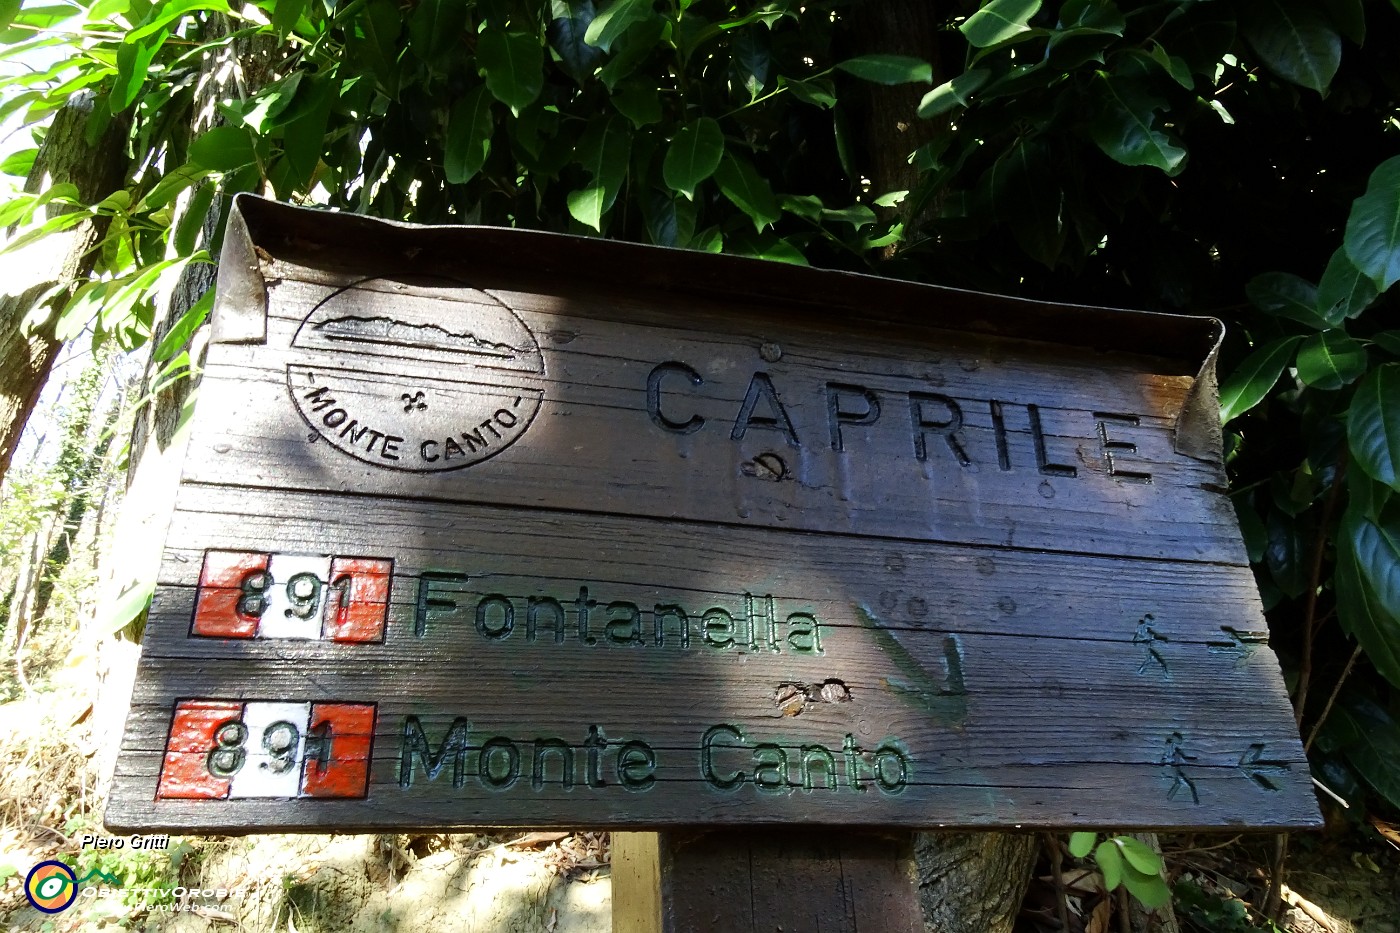 CAPRILE
-MONTE CANTO-
891 Fontanella
891 Monte Canto
Piero Gritti
OBIETTIVOROBIE